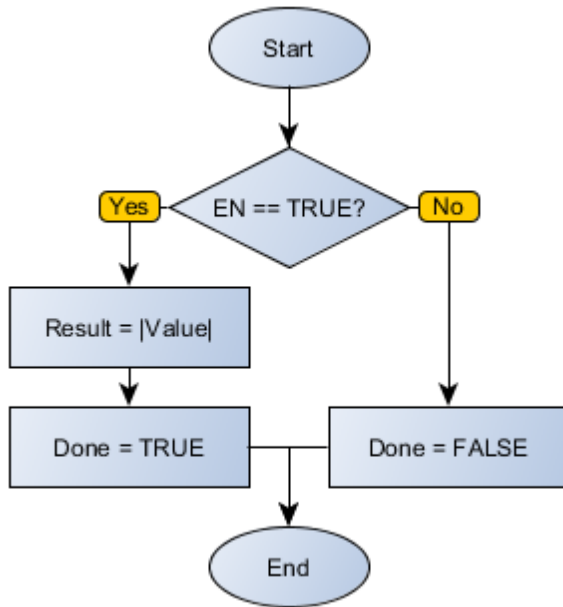 Start
EN == TRUE?
Yes
No
Result = |Value|
Done = TRUE
Done = FALSE
End